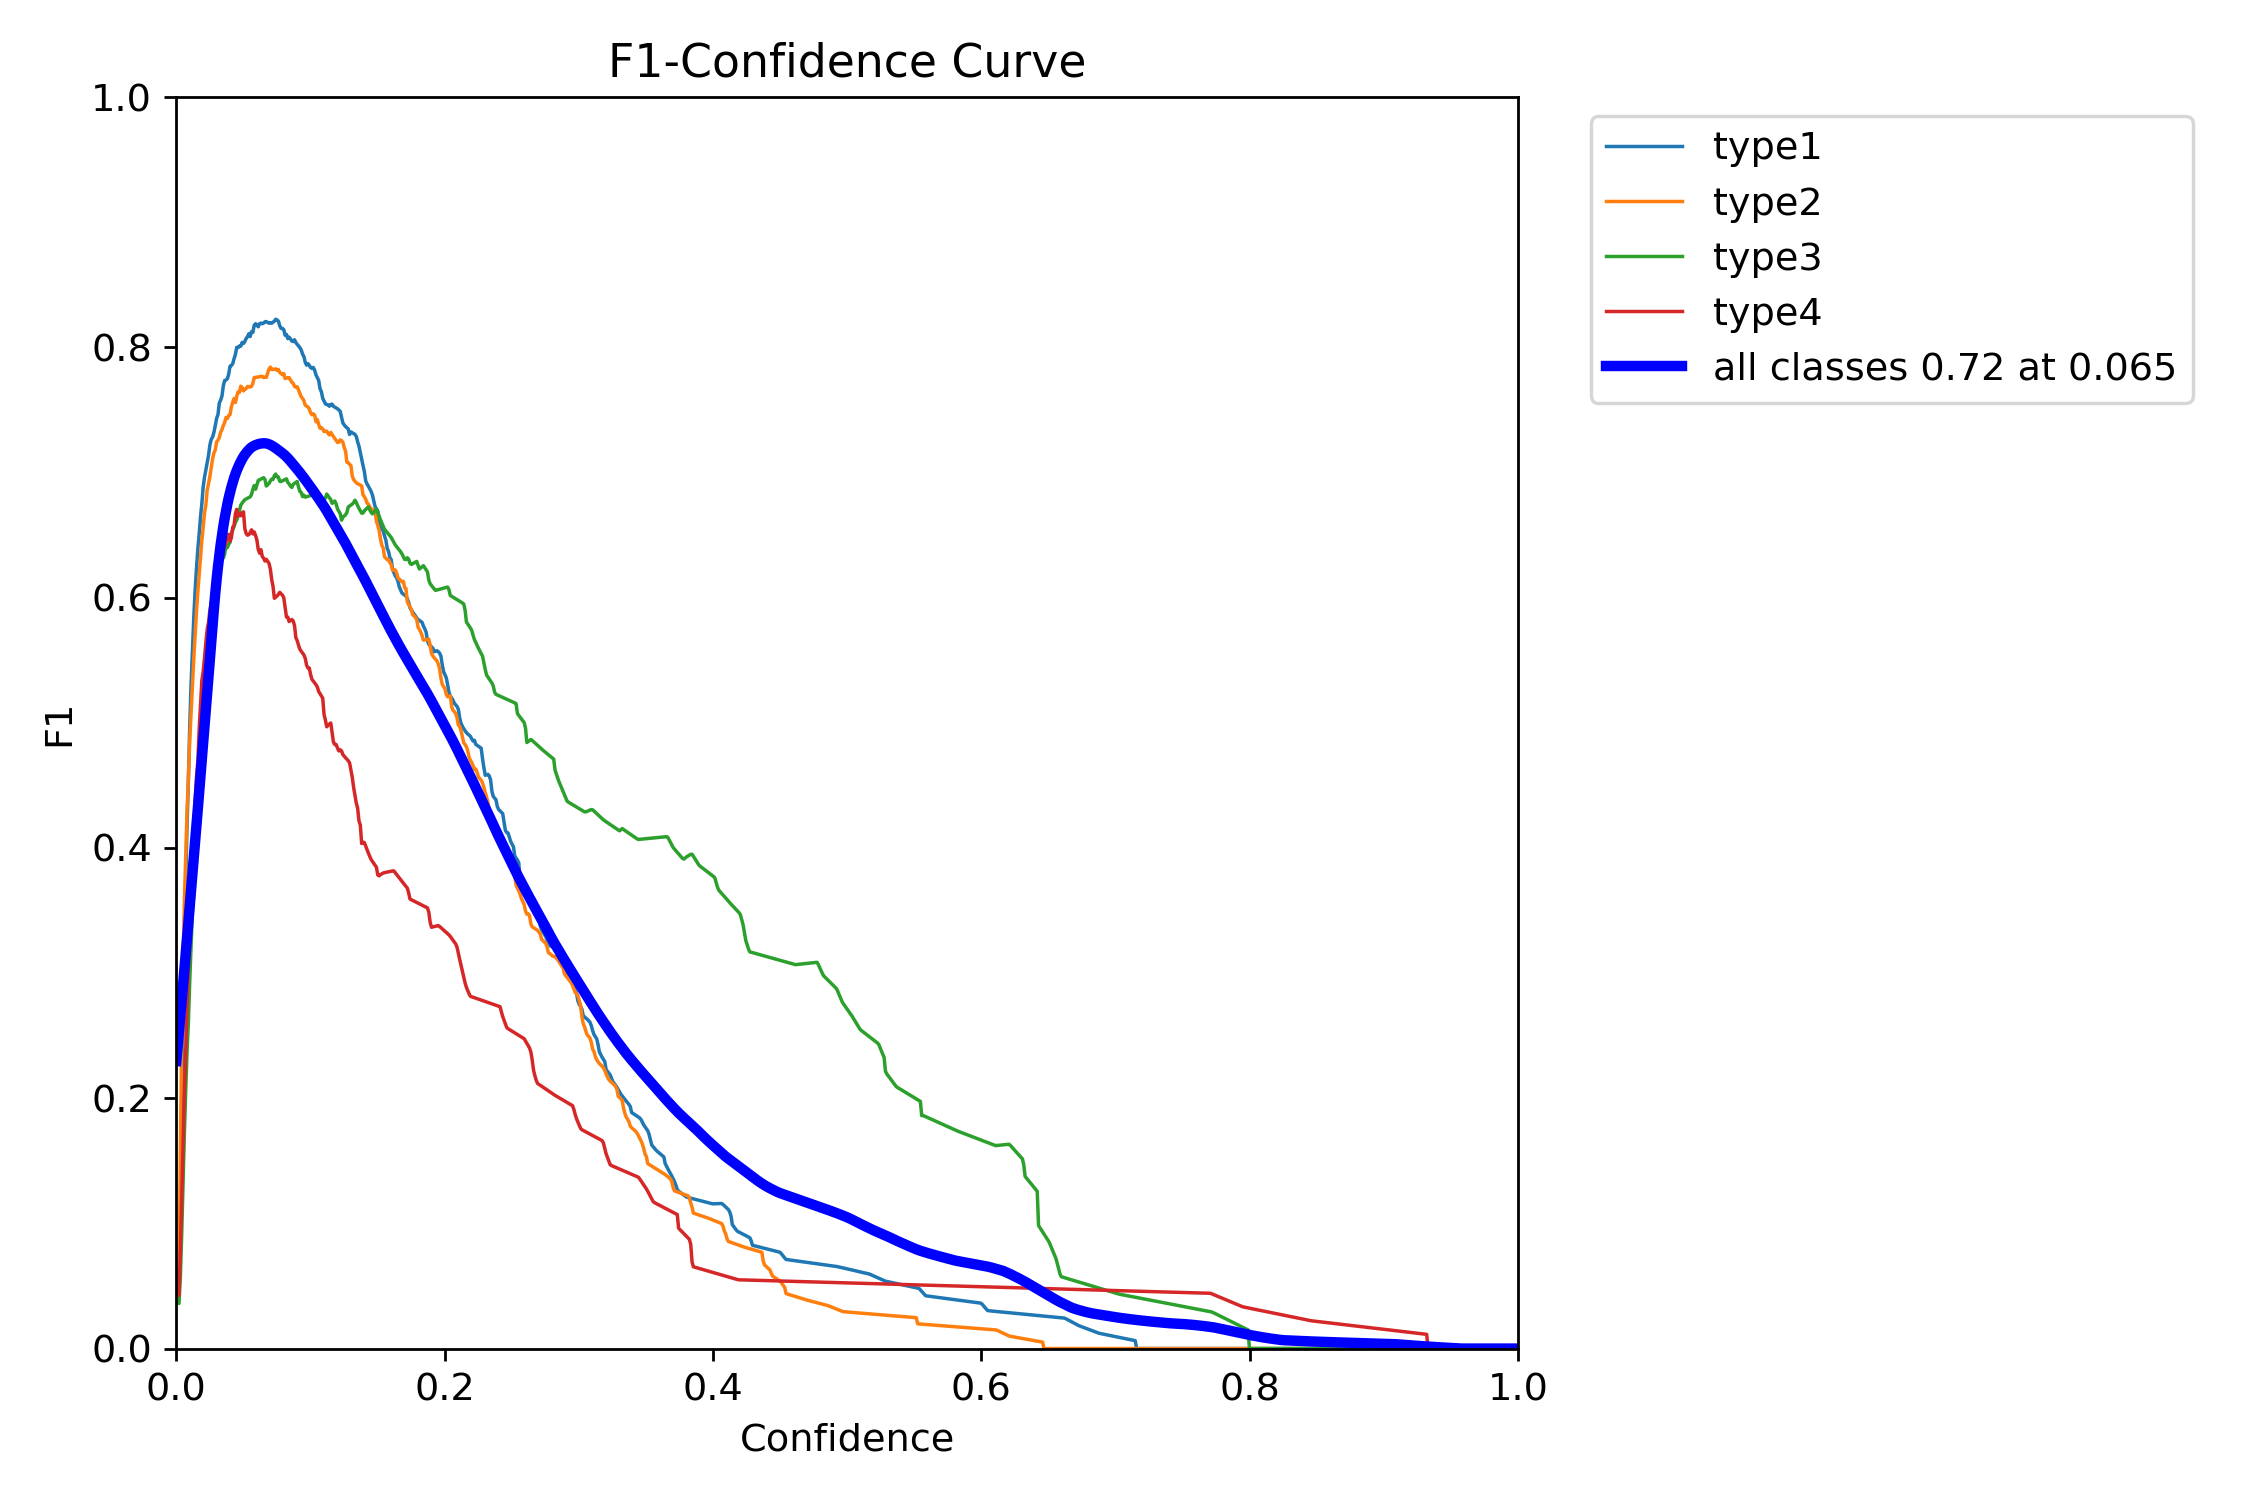 F1-Confidence Curve
1.0
0.8
0.6
0.4
0.2
0.0
F1
0.0 0.2 0.4 0.6 0.8 1.0
Confidence
type1
type2
type3
type4
all classes 0.72 at 0.065